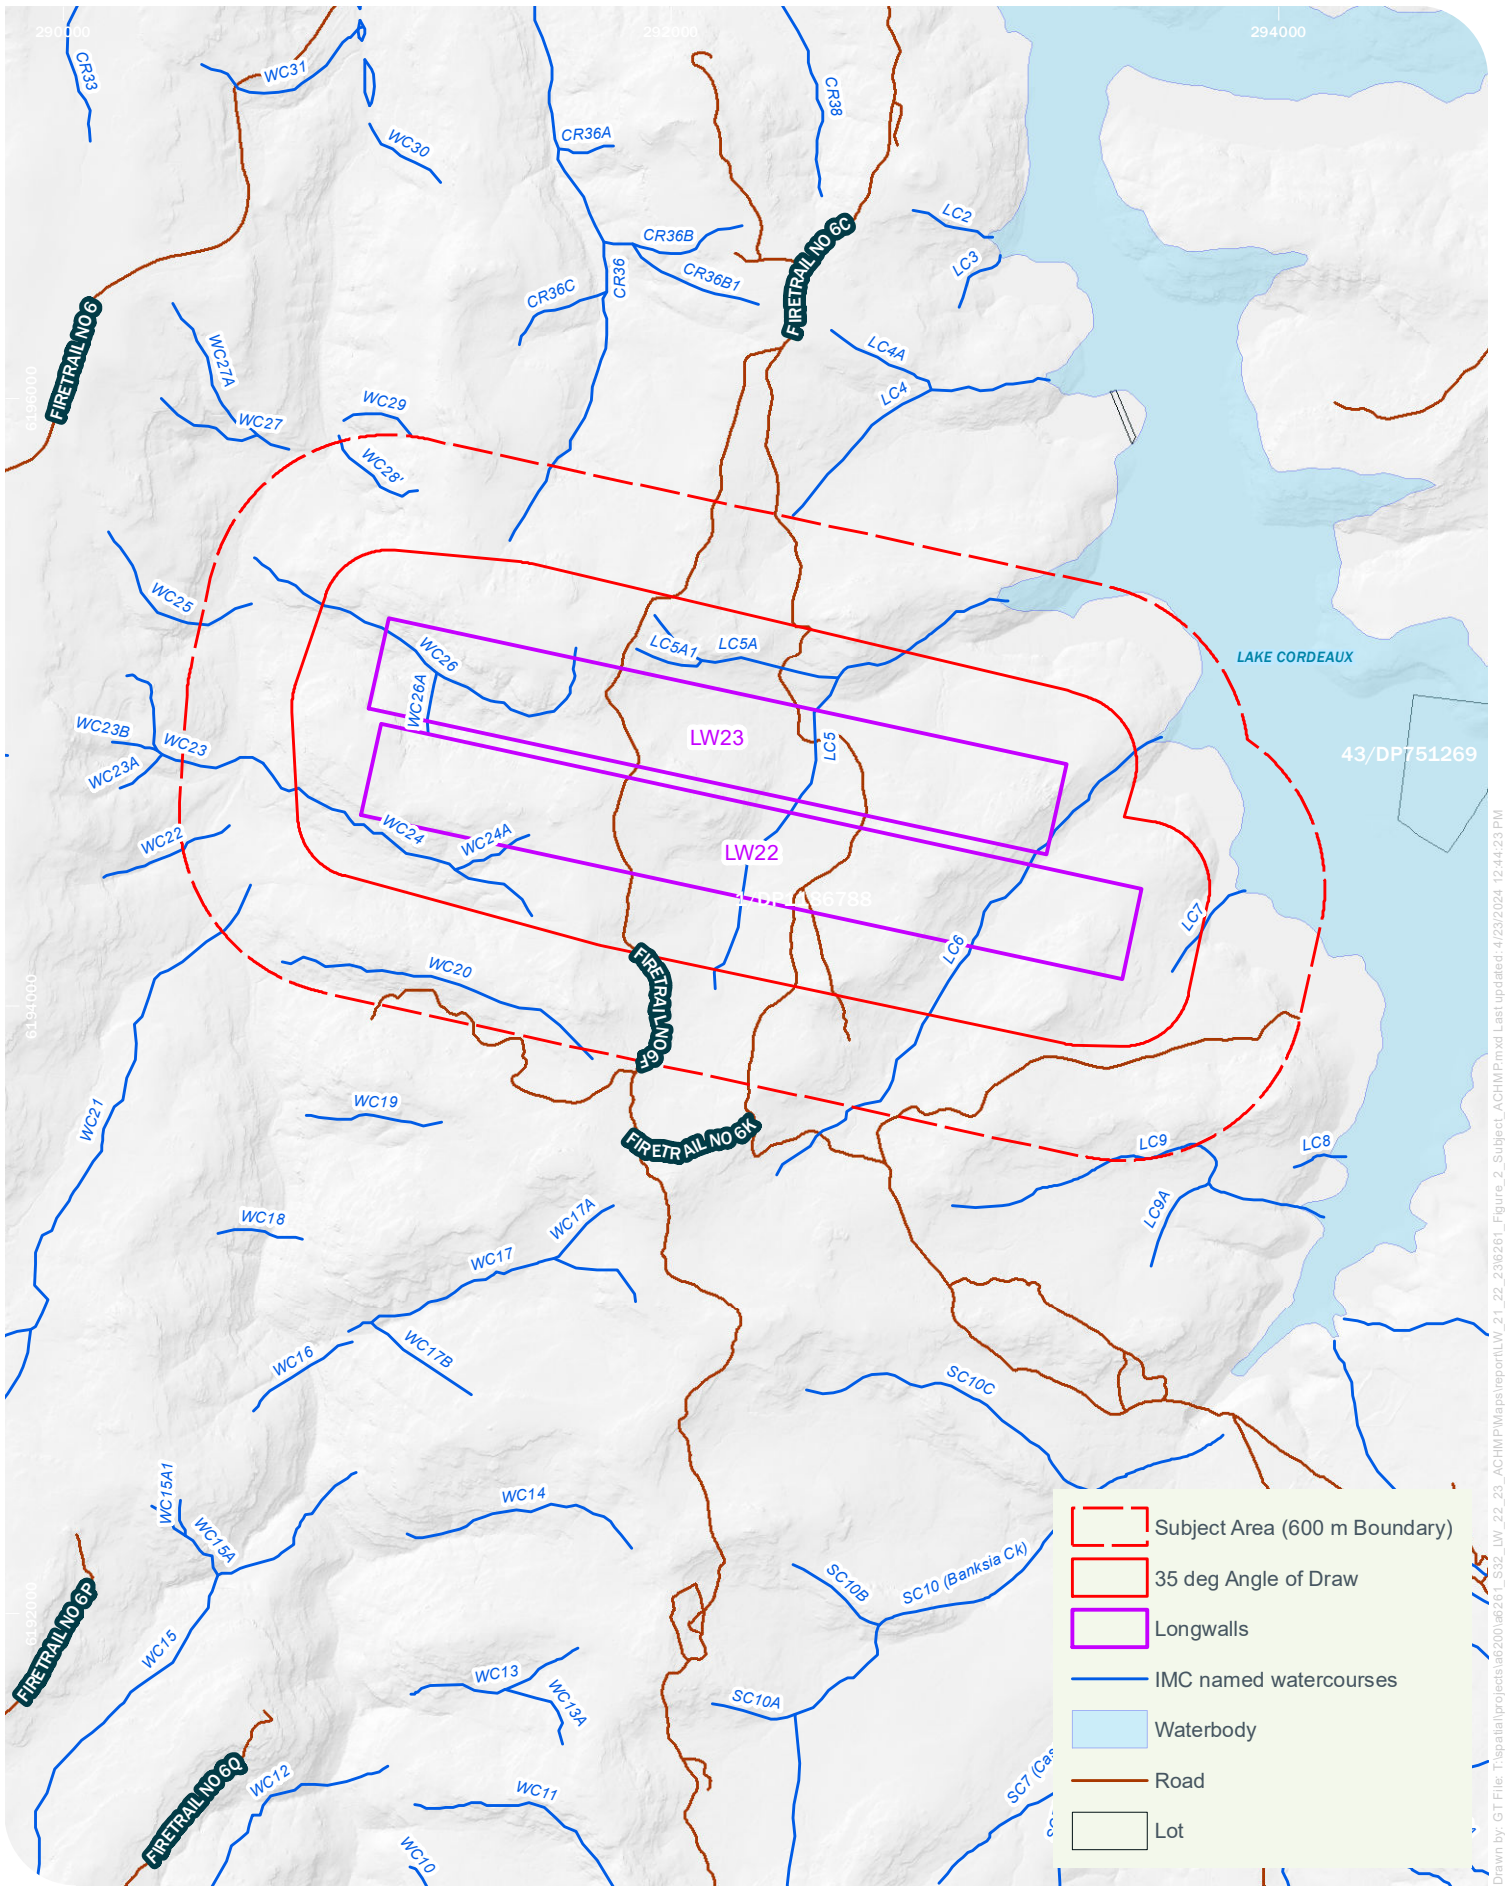 290000
292000
294000
CR33
WC31
WC30
CR36A
CR38
CR36B
CR36B1
CR36
CR36C
FIRETRAIL NO 6C
LC2
LC3
FIRETRAIL NO 6
6196000
WC27A
WC27
WC29
WC28'
LC4A
LC4
WC25
WC26
WC26A
LC5A1
LC5A
LAKE CORDEAUX
WC23B
WC23
WC23A
LW23
LC5
43/DP751269
WC22
WC24
WC24A
LW22
LC6
LC7
WC20
6194000
FIRETRAIL NO 6F
WC21
WC19
FIRETRAIL NO 6K
LC9
LC8
LC9A
WC18
WC17A
WC17
WC16
WC17B
SC10C
WC15A1
WC15A
WC14
SC10B
SC10 (Banksia Ck)
6192000
FIRETRAIL NO 6P
WC15
WC13
WC13A
SC10A
FIRETRAIL NO 6Q
WC12
WC11
WC10
SC7 (Cas
Subject Area (600 m Boundary)
35 deg Angle of Draw
Longwalls
IMC named watercourses
Waterbody
Road
Lot